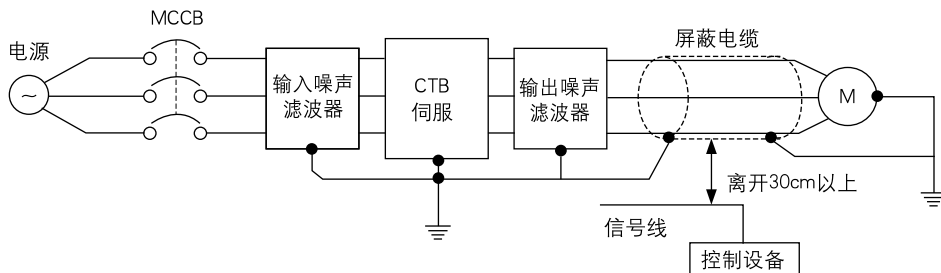 MCCB
电源
屏蔽电缆
输入噪声
滤波器
CTB
伺服
输出噪声
滤波器
M
离开30cm以上
信号线
控制设备